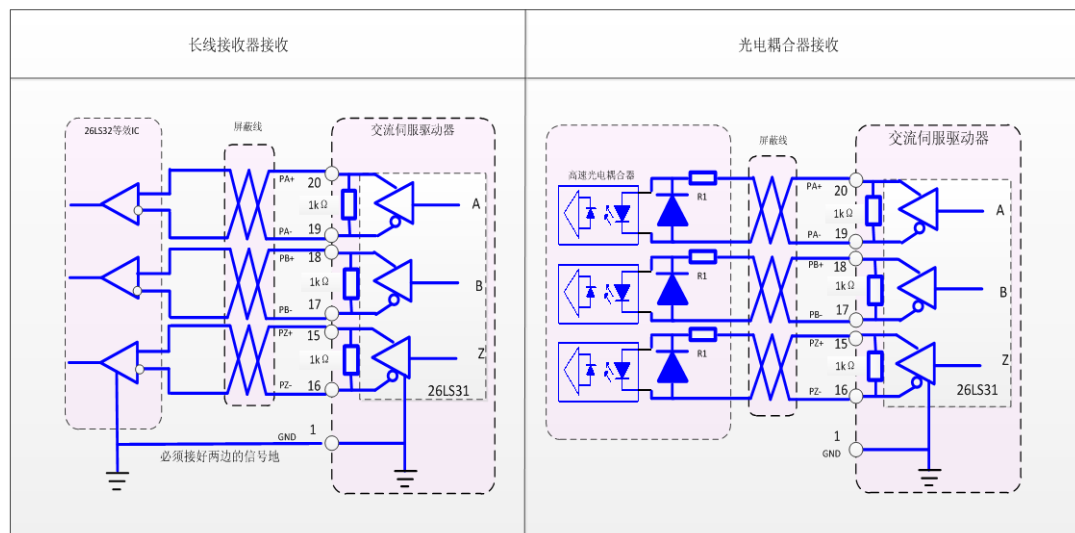 长线接收器接收
光电耦合器接收
26LS32等效IC
屏蔽线
交流伺服驱动器
PA+
20
1kΩ
PA-
19
A
PB+
18
1kΩ
PB-
17
B
PZ+
15
1kΩ
PZ-
16
Z
26LS31
GND
1
必须接好两边的信号地
高速光电耦合器
屏蔽线
交流伺服驱动器
R1
PA+
20
1kΩ
PA-
19
A
R1
PB+
18
1kΩ
PB-
17
B
R1
PZ+
15
1kΩ
PZ-
16
Z
26LS31
1
GND